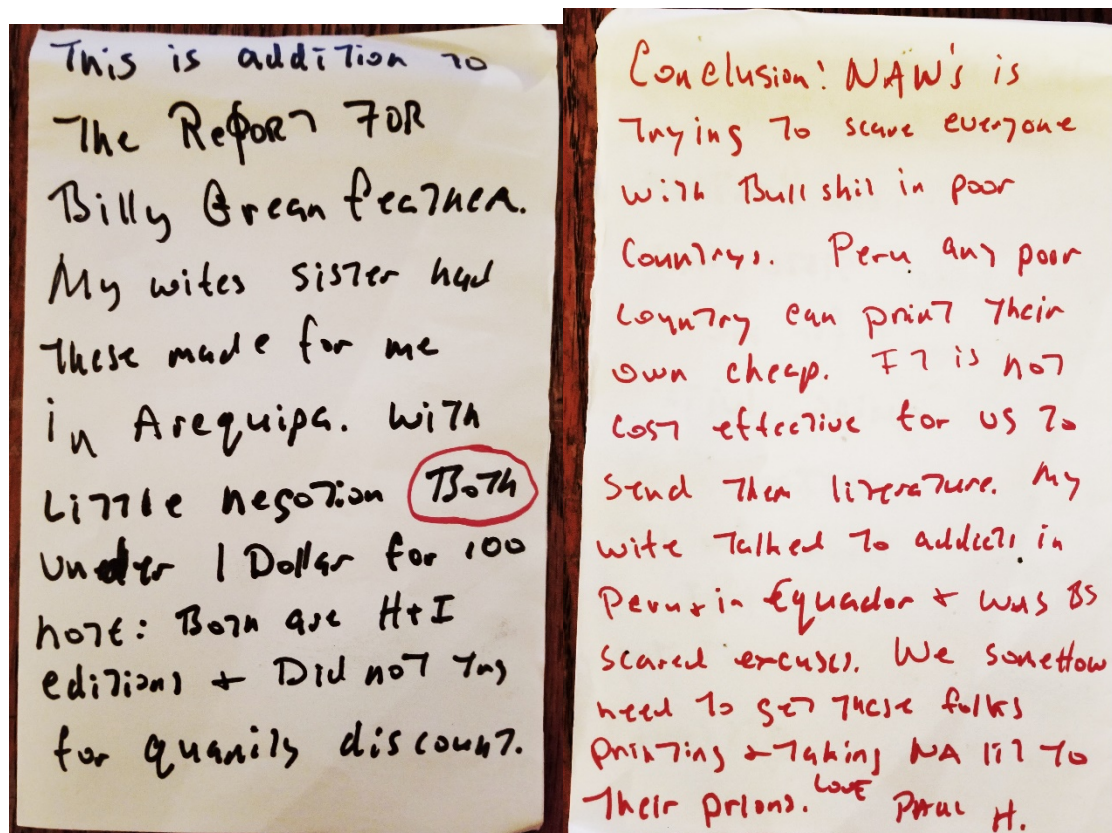 This is addition to
The Report FOR
Billy Grean feather.
My wifes sister had
these made for me
in Arequipa. with
Little negotion Both
under 1 Dollar for 100
note: Both are H+I
editions + Did not try
for quanily discount.
Conclusion! NAW's is
Trying To scare everyone
with Bullshit in poor
Countrys. Peru any poor
country can print their
own cheap. IT is not
cost effective for us To
send them literature. My
wife Talked To addicts in
Peru + in Equador + was BS
scared excuses. We someHow
need To get these folks
printing + Taking NA lit To
Their prions. LOVE PAUL H.